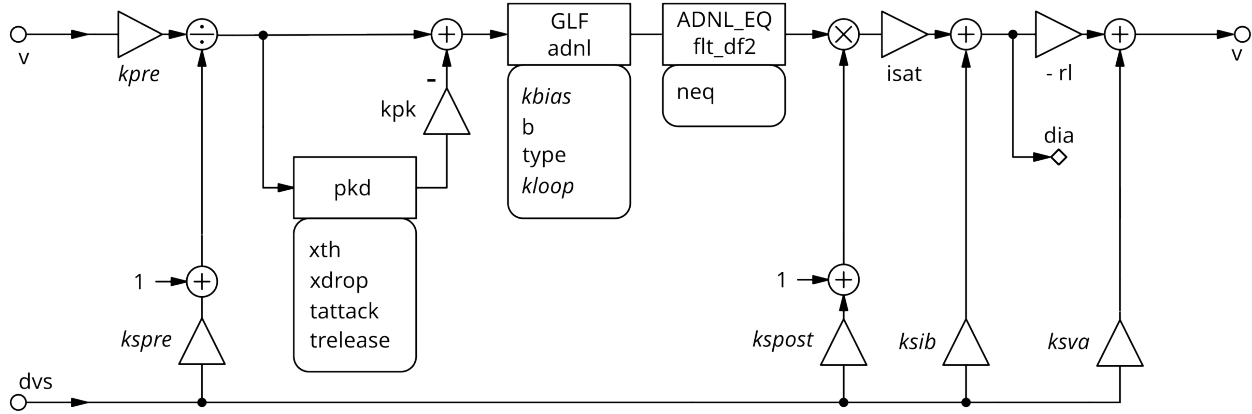 v
kpre
÷
+
-
kpk
GLF
adnl
kbias
b
type
kloop
ADNL_EQ
flt_df2
neq
×
isat
+
- rl
+
v
dia
pkd
xth
xdrop
tattack
trelease
1
+
kspre
1
+
kspost
ksib
ksva
dvs